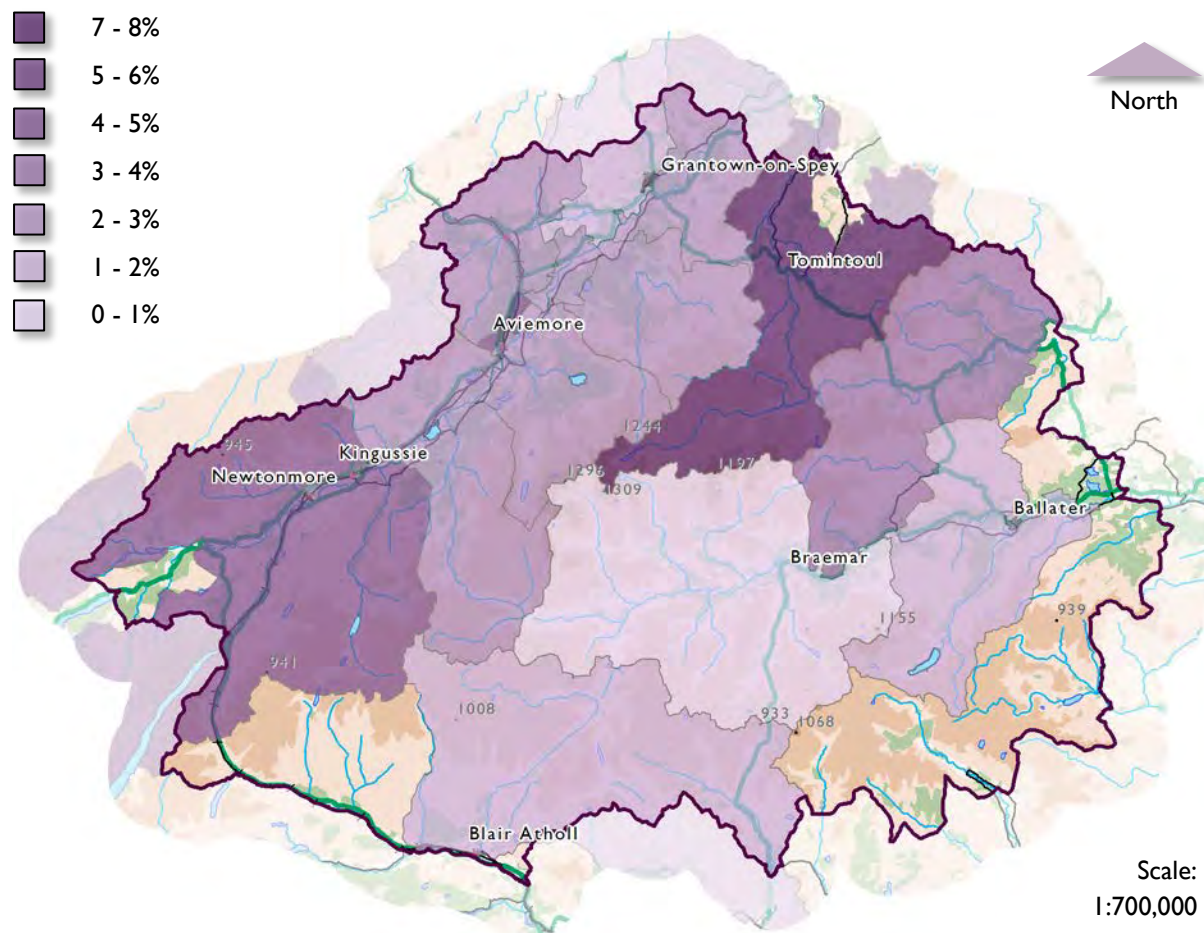 7 - 8%
5 - 6%
4 - 5%
3 - 4%
2 - 3%
1 - 2%
0 - 1%
North
Grantown-on-Spey
Tomintoul
Aviemore
945
Kingussie
Newtonmore
1244
1296
1309
1197
Ballater
Braemar
939
1155
941
1008
933
1068
Blair Atholl
Scale:
1:700,000